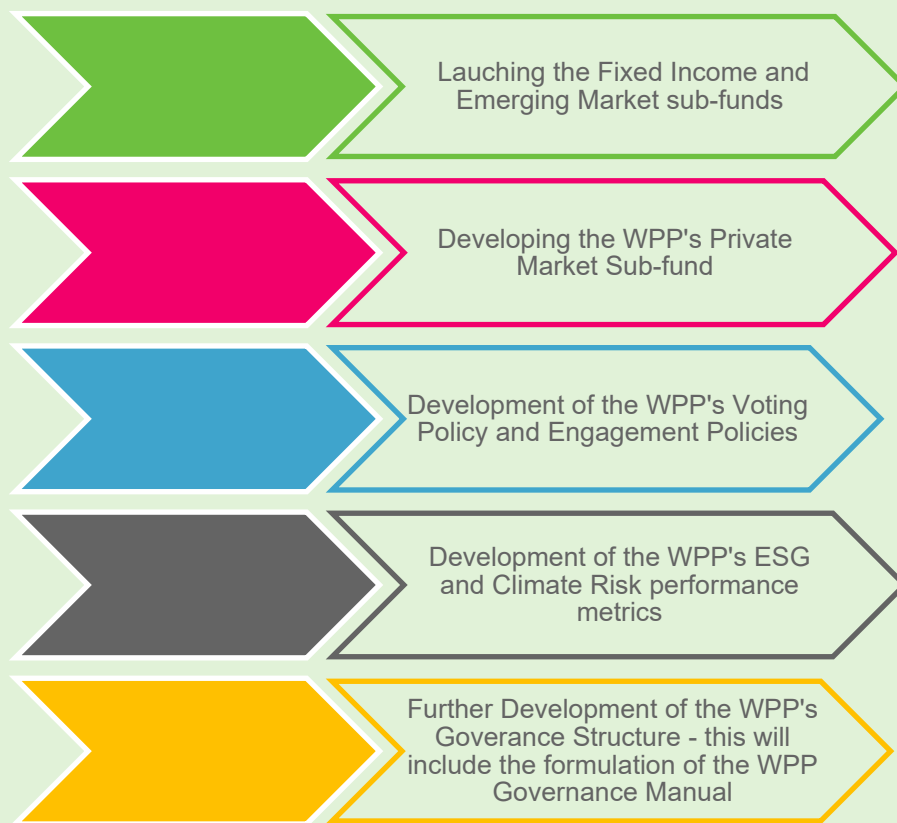 Lauching the Fixed Income and
Emerging Market sub-funds
Developing the WPP's Private
Market Sub-fund
Development of the WPP's Voting
Policy and Engagement Policies
Development of the WPP's ESG
and Climate Risk performance
metrics
Further Development of the WPP's
Goverance Structure - this will
include the formulation of the WPP
Governance Manual